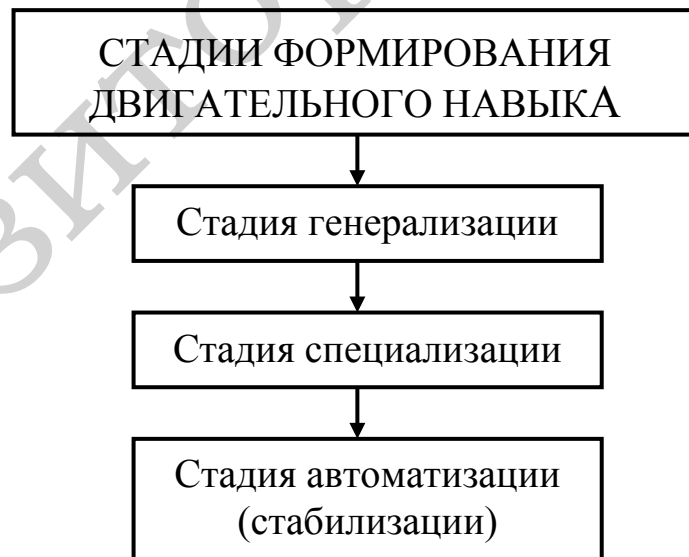 СТАДИИ ФОРМИРОВАНИЯ
ДВИГАТЕЛЬНОГО НАВЫКА
Стадия генерализации
Стадия специализации
Стадия автоматизации
(стабилизации)